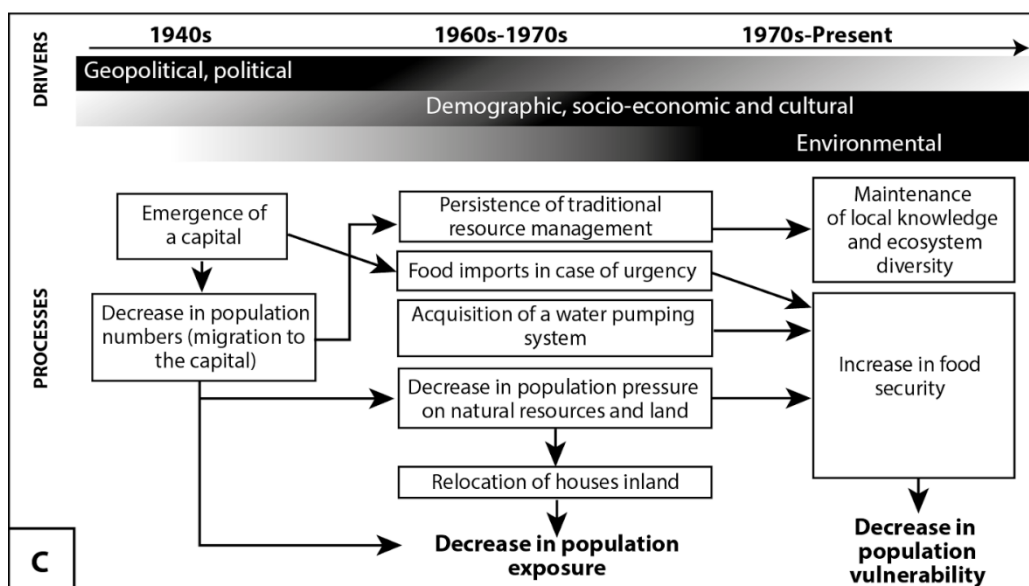 DRIVERS
1940s
1960s-1970s
1970s-Present
Geopolitical, political
Demographic, socio-economic and cultural
Environmental
PROCESSES
Emergence of
a capital
Decrease in population
numbers (migration to
the capital)
Persistence of traditional
resource management
Food imports in case of urgency
Acquisition of a water pumping
system
Decrease in population pressure
on natural resources and land
Relocation of houses inland
Decrease in population
exposure
Maintenance
of local knowledge
and ecosystem
diversity
Increase in food
security
Decrease in
population
vulnerability
C